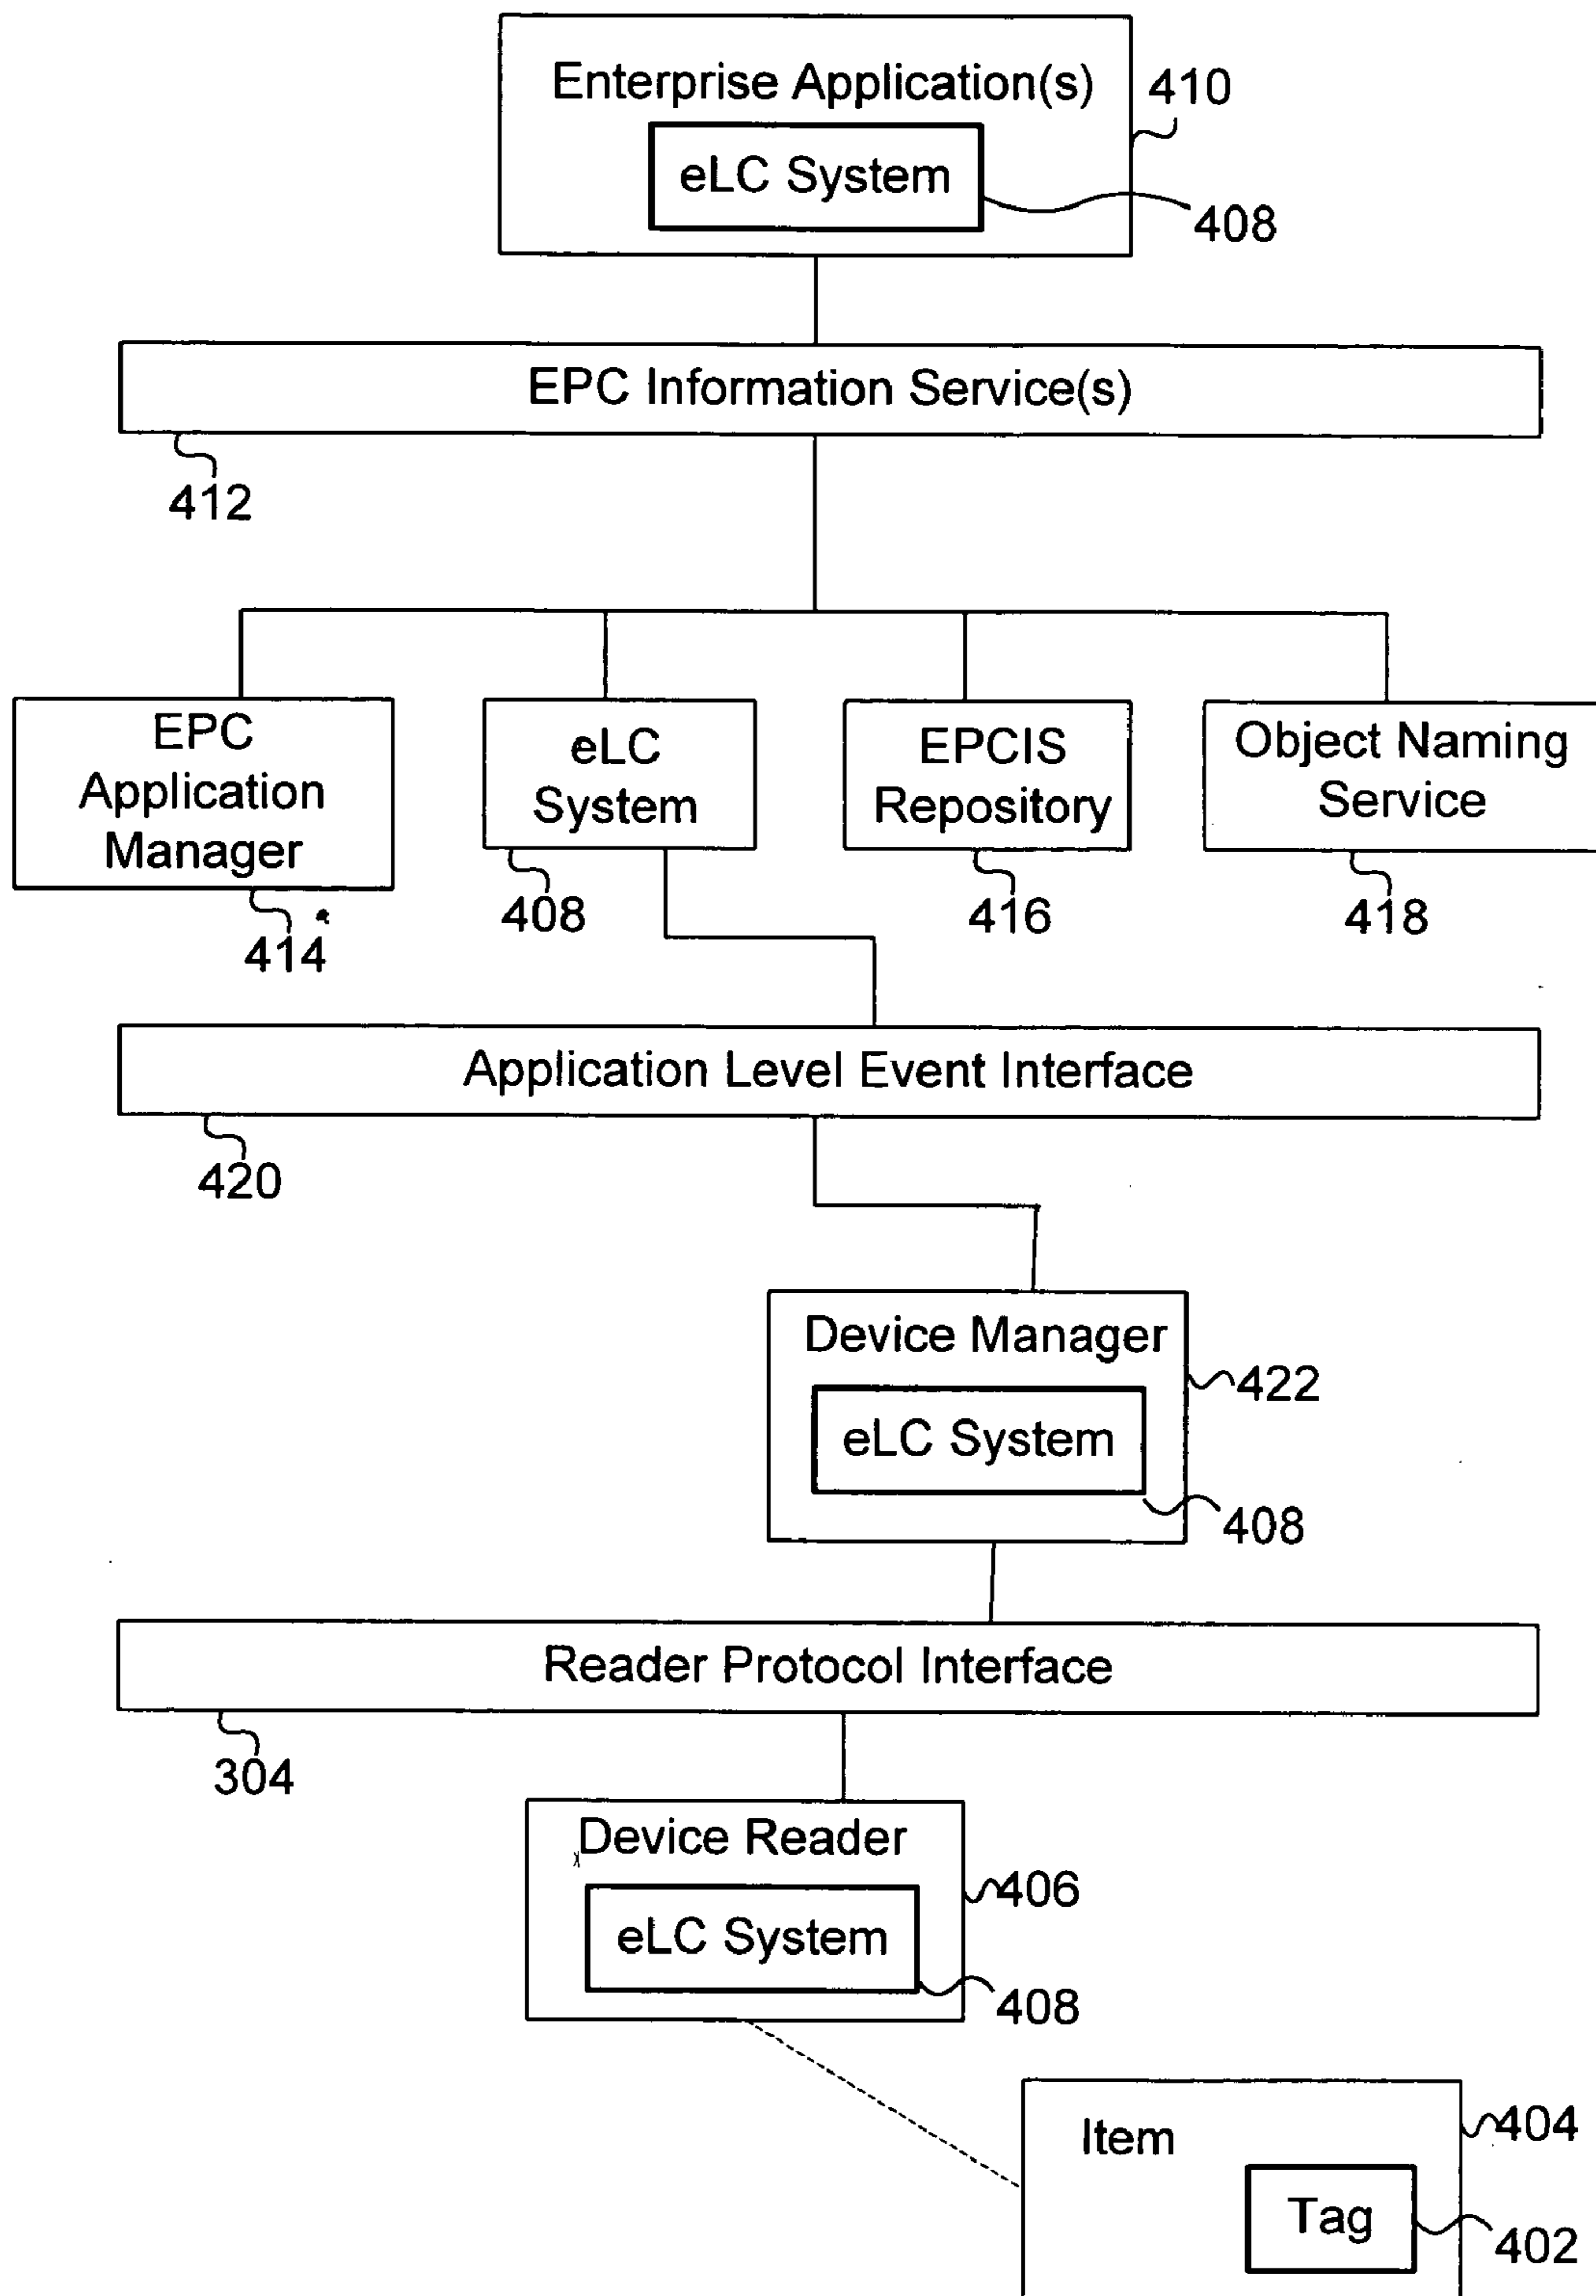 Enterprise Application(s)
410
eLC System
408
EPC Information Service(s)
412
EPC
Application
Manager
414
eLC
System
408
EPCIS
Repository
416
Object Naming
Service
418
Application Level Event Interface
420
Device Manager
422
eLC System
408
Reader Protocol Interface
304
Device Reader
406
eLC System
408
Item
404
Tag
402